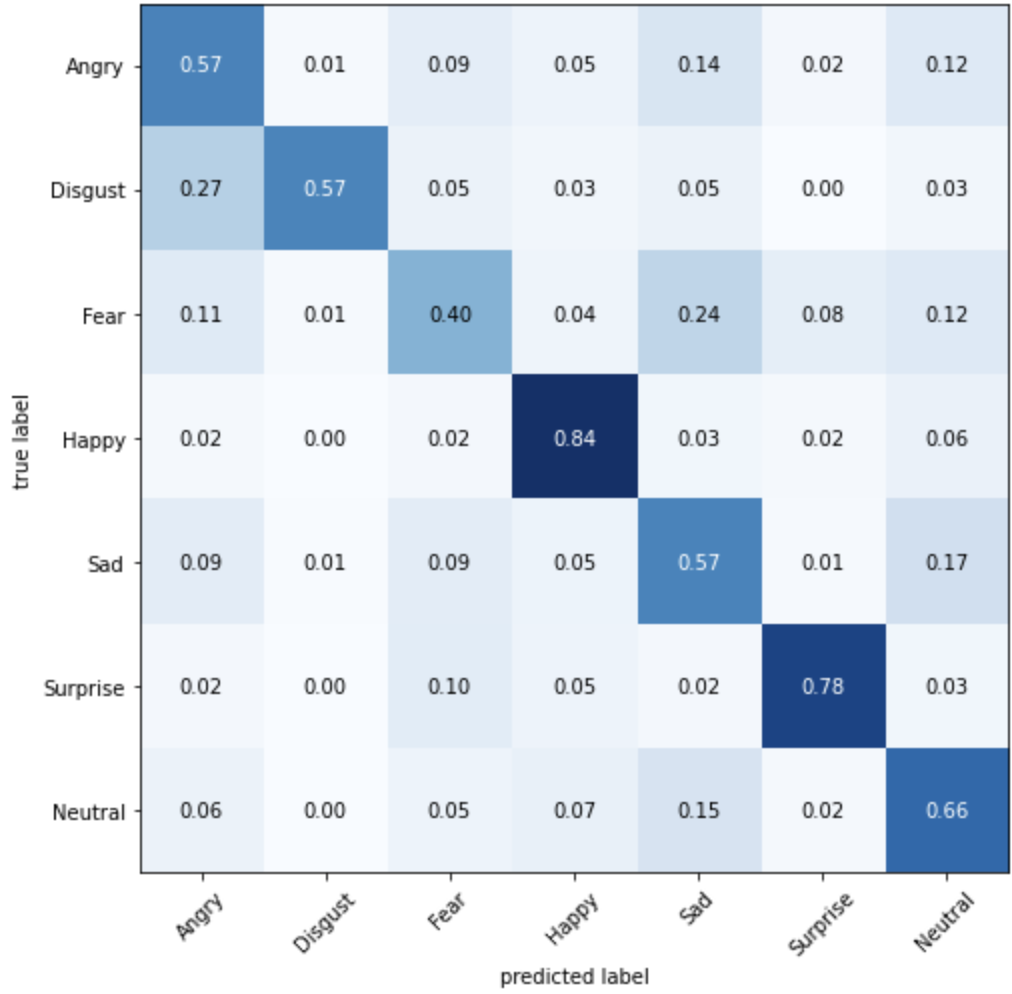 Angry 0.57 0.01 0.09 0.05 0.14 0.02 0.12
Disgust 0.27 0.57 0.05 0.03 0.05 0.00 0.03
Fear 0.11 0.01 0.40 0.04 0.24 0.08 0.12
Happy 0.02 0.00 0.02 0.84 0.03 0.02 0.06
Sad 0.09 0.01 0.09 0.05 0.57 0.01 0.17
Surprise 0.02 0.00 0.10 0.05 0.02 0.78 0.03
Neutral 0.06 0.00 0.05 0.07 0.15 0.02 0.66
true label
Angry Disgust Fear Happy Sad Surprise Neutral
predicted label